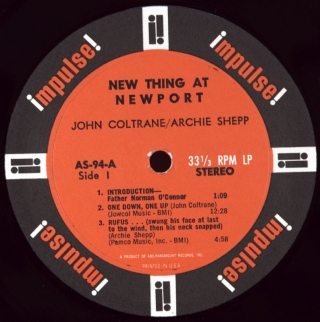 impulse!
impulse!
impulse!
impulse!
NEW THING AT
NEWPORT
JOHN COLTRANE/ARCHIE SHEPP
AS-94-A
Side 1
33⅓ RPM LP
STEREO
1. INTRODUCTION—
Father Norman O'Connor 1:09
2. ONE DOWN, ONE UP (John Coltrane)
(Jowcol Music - BMI) 12:28
3. RUFUS . . . (swung his face at last
to the wind, then his neck snapped)
(Archie Shepp)
(Pamco Music, Inc. - BMI) 4:58
A PRODUCT OF ABC-PARAMOUNT RECORDS, INC.
PRINTED IN U.S.A.